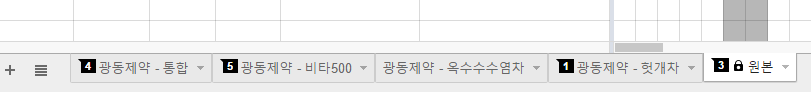 4 광동제약 - 통합 5 광동제약 - 비타500 광동제약 - 옥수수수염차 1 광동제약 - 헛개차 3 원본